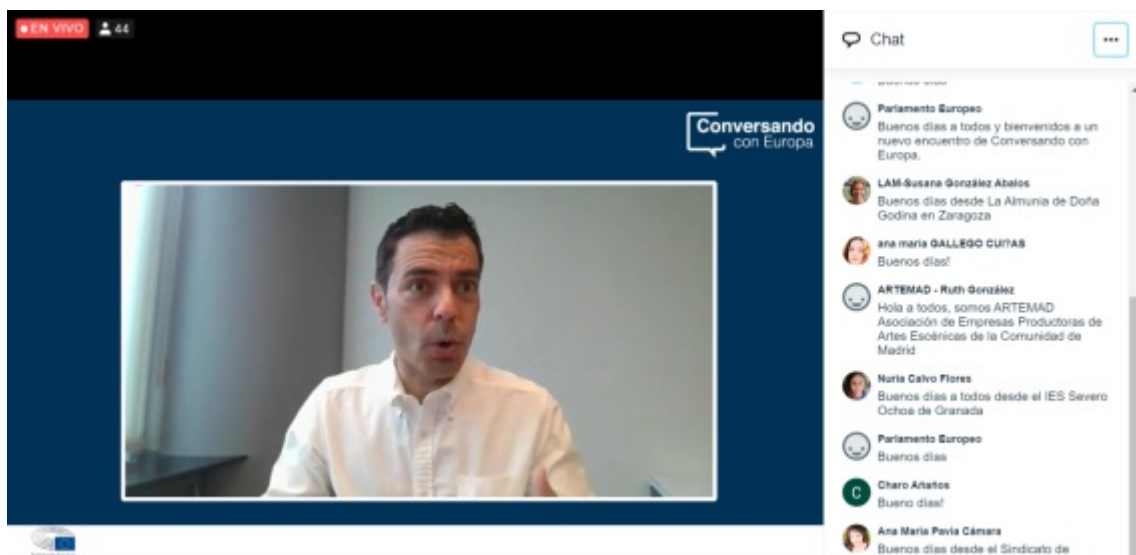 EN VIVO 44
Conversando
con Europa
Chat
Buenos días
Parlamento Europeo
Buenos días a todos y bienvenidos a un
nuevo encuentro de Conversando con
Europa.
LAM-Susana González Abalos
Buenos días desde La Almunia de Doña
Godina en Zaragoza
ana maria GALLEGO CUI?AS
Buenos días!
ARTEMAD - Ruth González
Hola a todos, somos ARTEMAD
Asociación de Empresas Productoras de
Artes Escénicas de la Comunidad de
Madrid
Nuria Calvo Flores
Buenos días a todos desde el IES Severo
Ochoa de Granada
Parlamento Europeo
Buenos días
Charo Añaños
Bueno días!
Ana Maria Pavía Cámara
Buenos días desde el Sindicato de